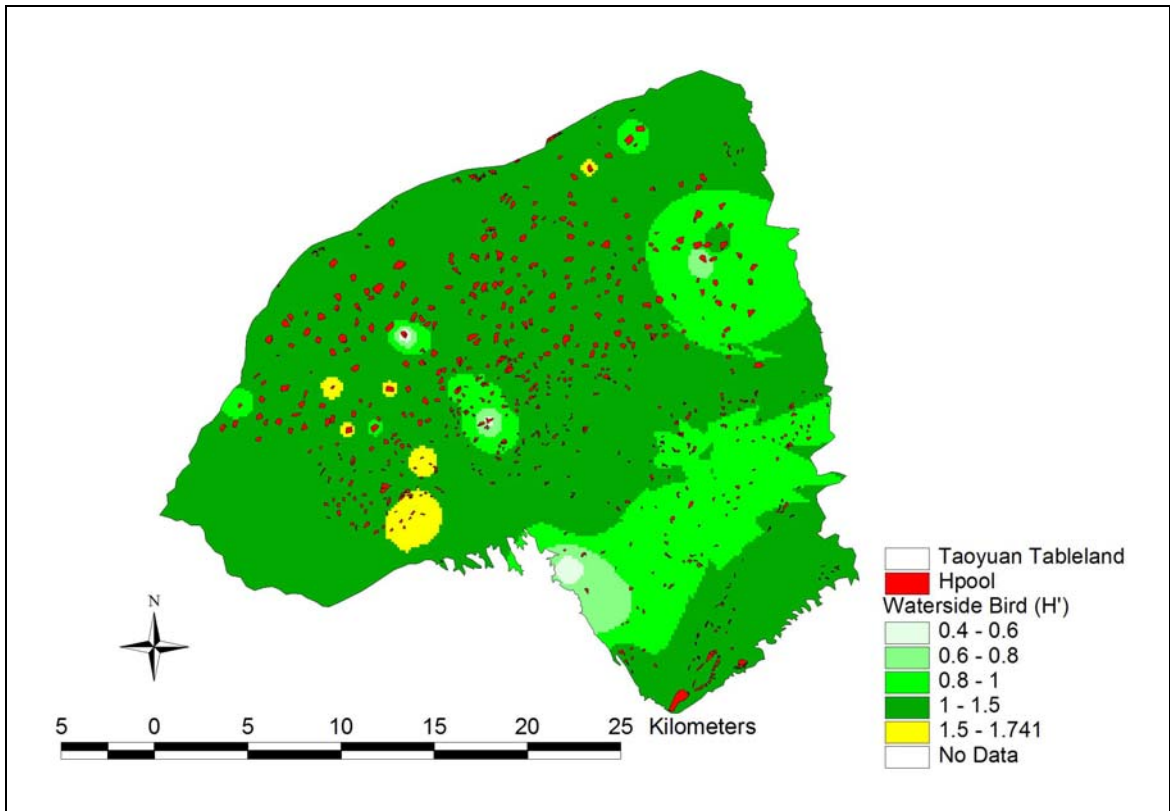 Taoyuan Tableland
Hpool
Waterside Bird (H')
0.4 - 0.6
0.6 - 0.8
0.8 - 1
1 - 1.5
1.5 - 1.741
No Data
N
5 0 5 10 15 20 25 Kilometers